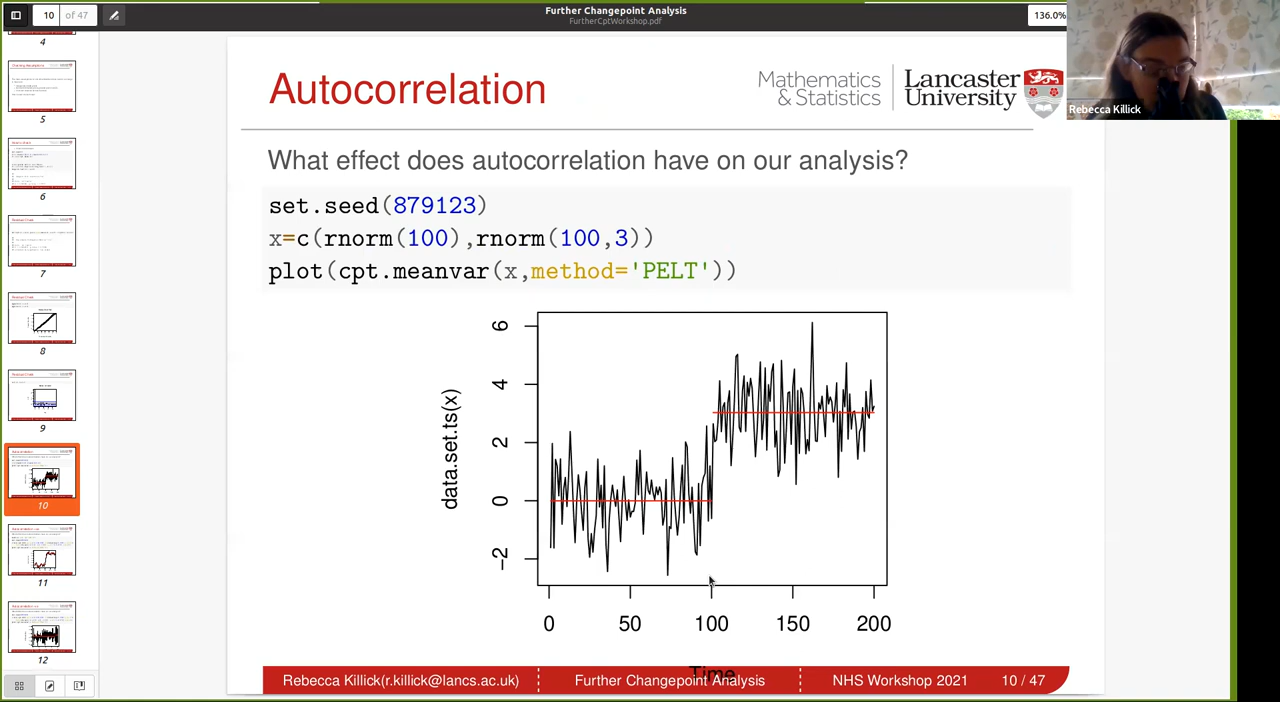 10 of 47
Further Changepoint Analysis
FurtherCptWorkshop.pdf
136.0%
Rebecca Killick
4
5
6
7
8
9
10
11
12
Autocorrelation
Mathematics
& Statistics
Lancaster
University
What effect does autocorrelation have on our analysis?
set.seed(879123)
x=c(rnorm(100),rnorm(100,3))
plot(cpt.meanvar(x,method='PELT'))
data.set.ts(x)
6
4
2
0
−2
0 50 100 150 200
Time
Rebecca Killick(r.killick@lancs.ac.uk) Further Changepoint Analysis NHS Workshop 2021 10 / 47